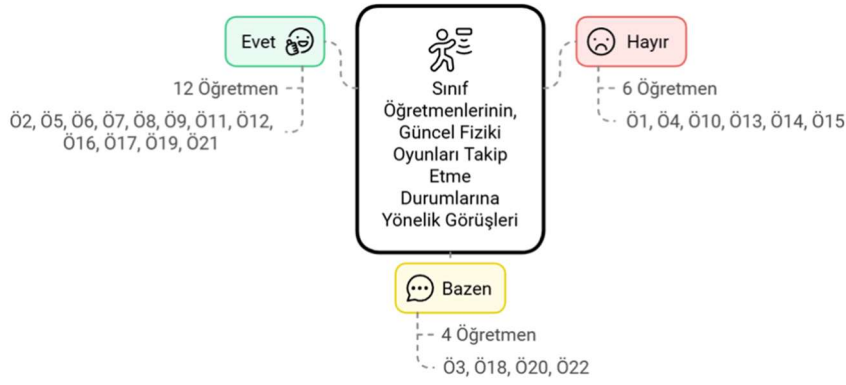 Sınıf
Öğretmenlerinin,
Güncel Fiziki
Oyunları Takip
Etme
Durumlarına
Yönelik Görüşleri
Evet
12 Öğretmen
Ö2, Ö5, Ö6, Ö7, Ö8, Ö9, Ö11, Ö12,
Ö16, Ö17, Ö19, Ö21
Hayır
6 Öğretmen
Ö1, Ö4, Ö10, Ö13, Ö14, Ö15
Bazen
4 Öğretmen
Ö3, Ö18, Ö20, Ö22